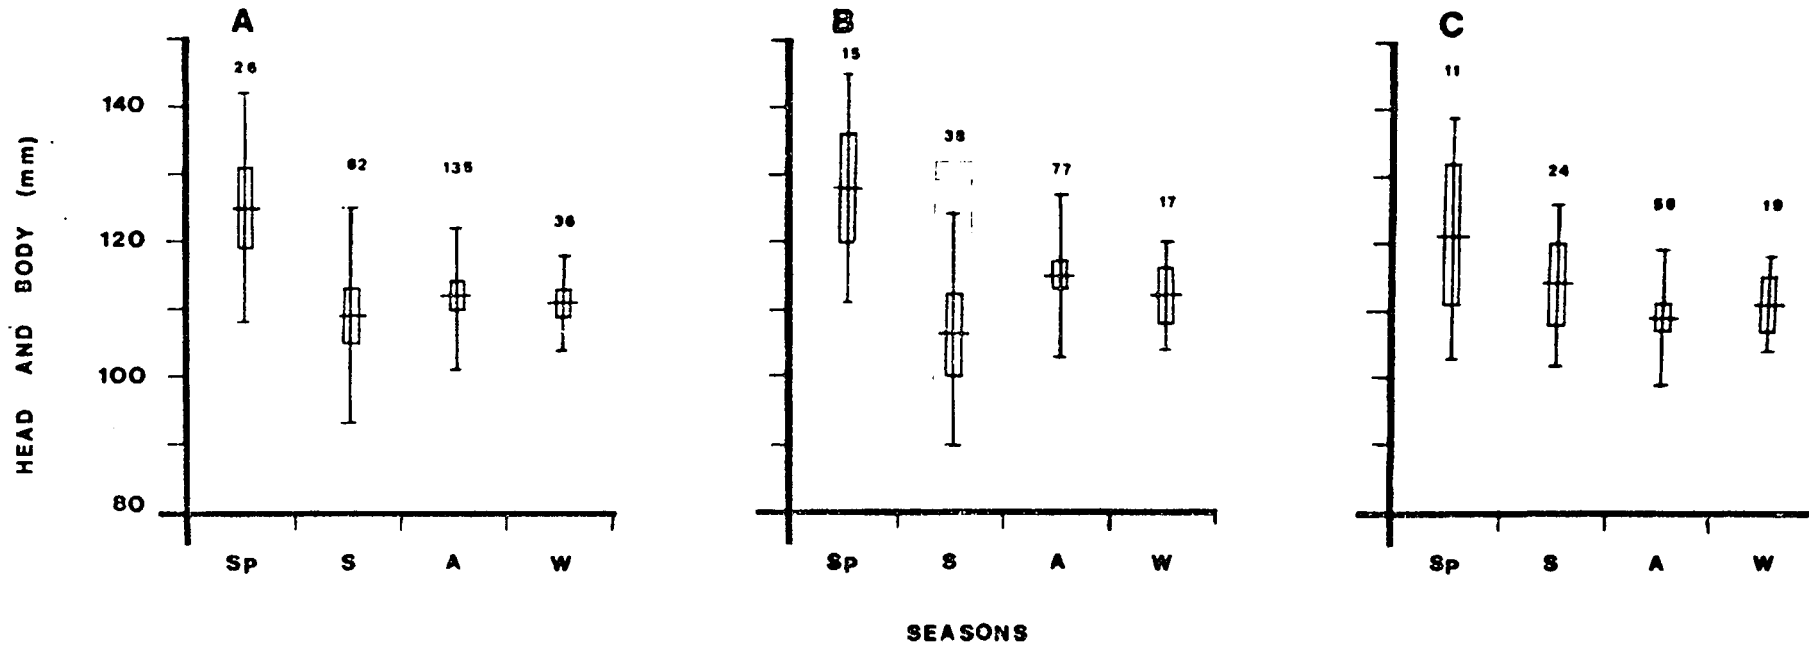 A B C
26 15 11
62 135 36
38 77 17
24 19
140
120
100
80
HEAD AND BODY (mm)
Sp S A W
Sp S A W
Sp S A W
SEASONS